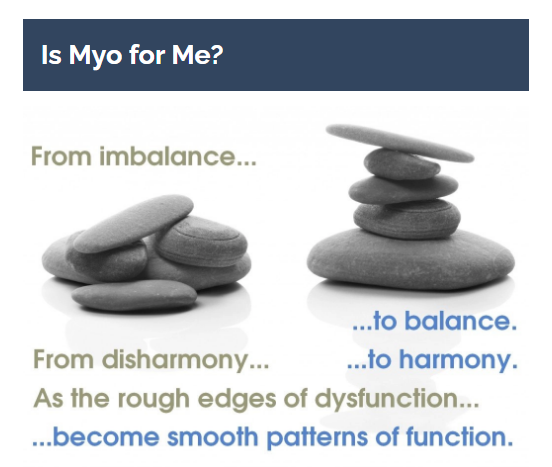 Is Myo for Me?
From imbalance...
...to balance.
From disharmony...
...to harmony.
As the rough edges of dysfunction...
...become smooth patterns of function.